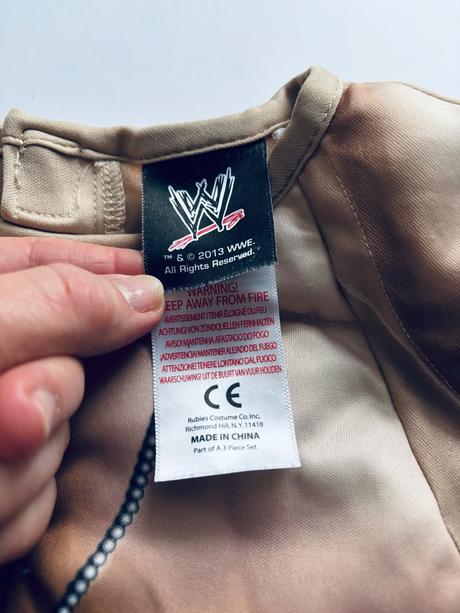 W
™ & © 2013 WWE.
All Rights Reserved.
WARNING!
KEEP AWAY FROM FIRE
AVERTISSEMENT! TENIR ÉLOIGNÉ DU FEU
ACHTUNG VON ZÜNDQUELLEN FERNHALTEN
AVISO MANTENHA AFASTADO DO FOGO
¡ADVERTENCIA! MANTENER ALEJADO DEL FUEGO
ATTENZIONE TENERE LONTANO DAL FUOCO
WAARSCHUWING! UIT DE BUURT VAN VUUR HOUDEN
CE
Rubies Costume Co. Inc,
Richmond Hill, N.Y. 11418
MADE IN CHINA
Part of A 3 Piece Set